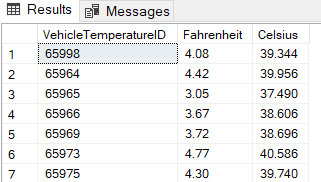 Results Messages
VehicleTemperatureID Fahrenheit Celsius
1 65998 4.08 39.344
2 65964 4.42 39.956
3 65965 3.05 37.490
4 65966 3.67 38.606
5 65969 3.72 38.696
6 65973 4.77 40.586
7 65975 4.30 39.740